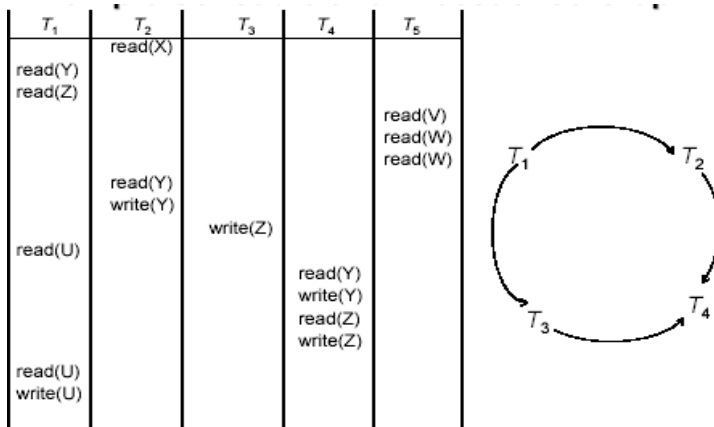 T1 T2 T3 T4 T5
read(X)
read(Y)
read(Z)
read(V)
read(W)
read(W)
read(Y)
write(Y)
write(Z)
read(U)
read(Y)
write(Y)
read(Z)
write(Z)
read(U)
write(U)
T1 T2
T3 T4